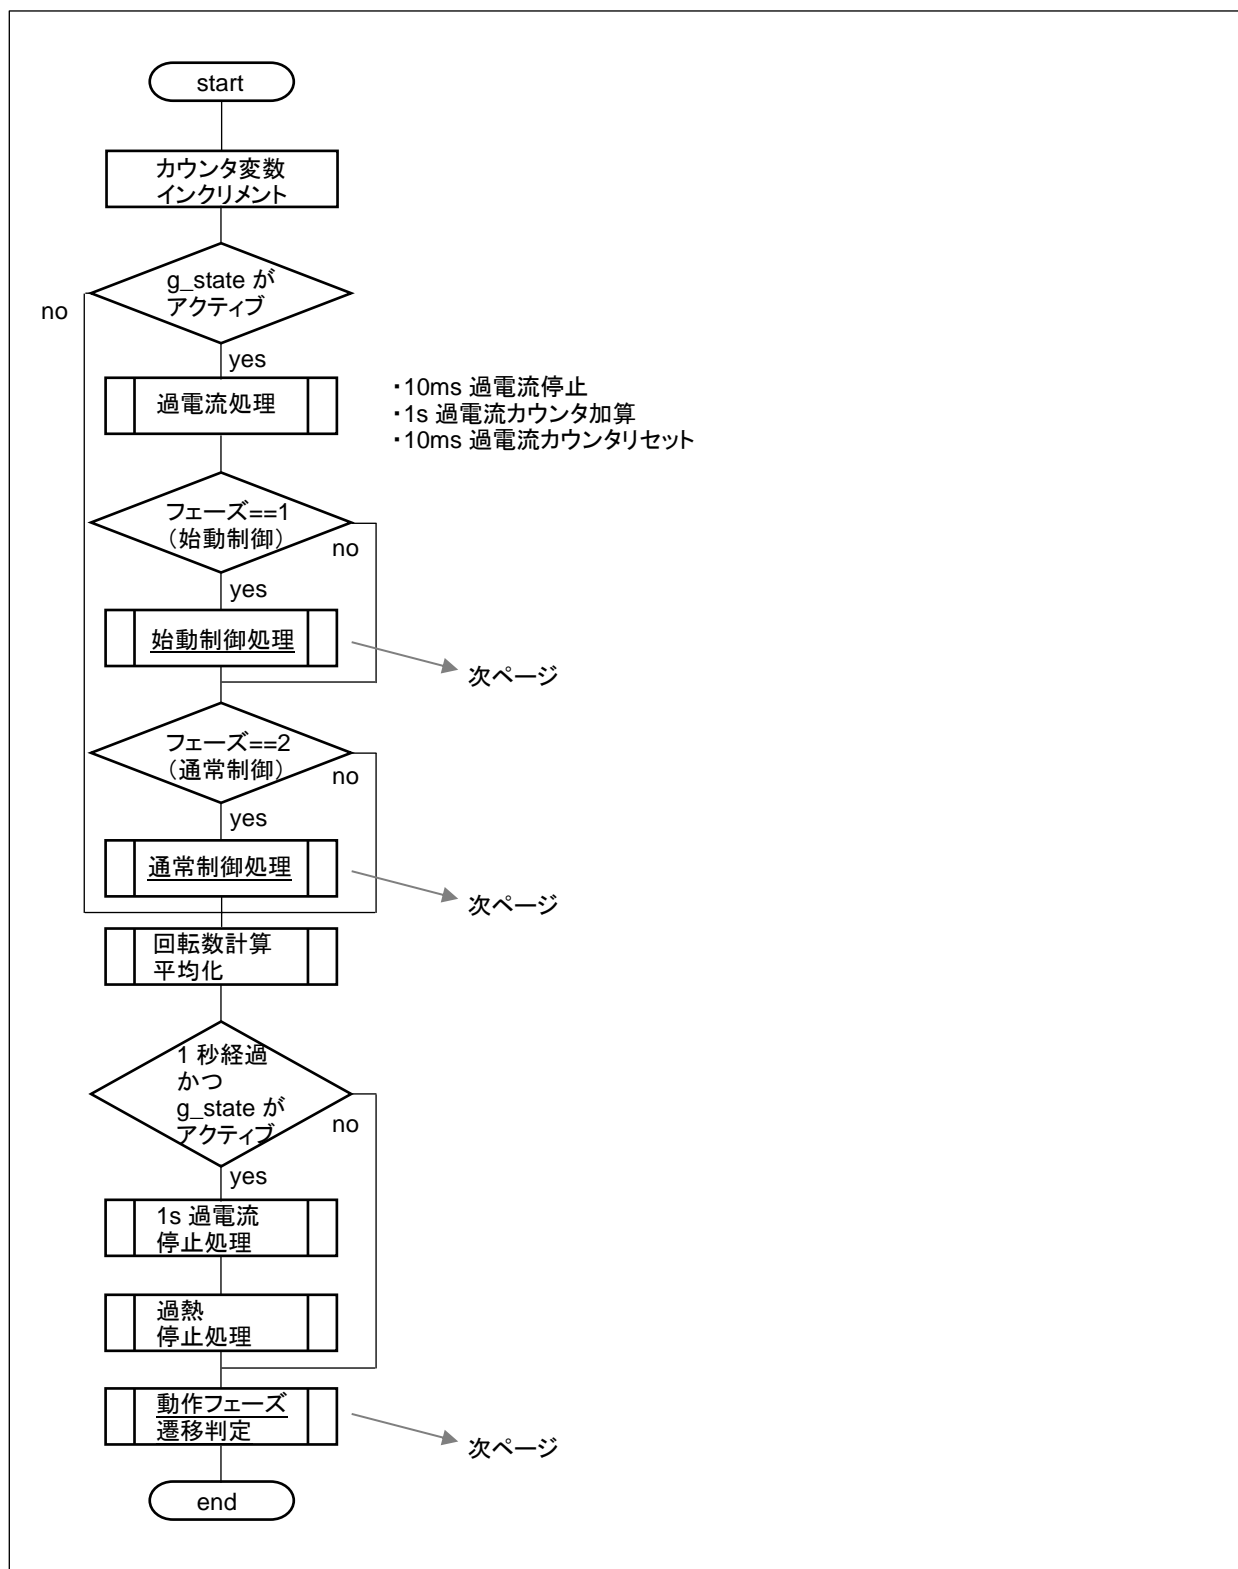 start
カウンタ変数
インクリメント
g_state が
アクティブ
no
yes
過電流処理
・10ms 過電流停止
・1s 過電流カウンタ加算
・10ms 過電流カウンタリセット
フェーズ==1
（始動制御）
no
yes
始動制御処理
次ページ
フェーズ==2
（通常制御）
no
yes
通常制御処理
次ページ
回転数計算
平均化
1 秒経過
かつ
g_state が
アクティブ
no
yes
1s 過電流
停止処理
過熱
停止処理
動作フェーズ
遷移判定
次ページ
end